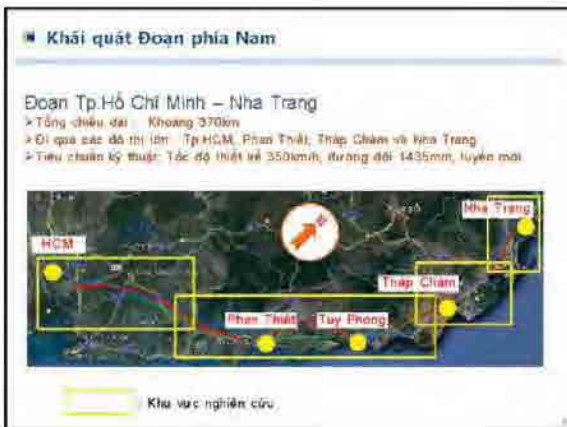 Khái quát Đoạn phía Nam
Đoạn Tp.Hồ Chí Minh – Nha Trang
➤ Tổng chiều dài : Khoảng 370km
➤ Đi qua các đô thị lớn : Tp.HCM, Phan Thiết, Tháp Chàm và Nha Trang
➤ Tiêu chuẩn kỹ thuật: Tốc độ thiết kế 350km/h, đường đôi 1435mm, tuyến mới
Nha Trang
HCM
Tháp Chàm
Phan Thiết
Tuy Phong
: Khu vực nghiên cứu